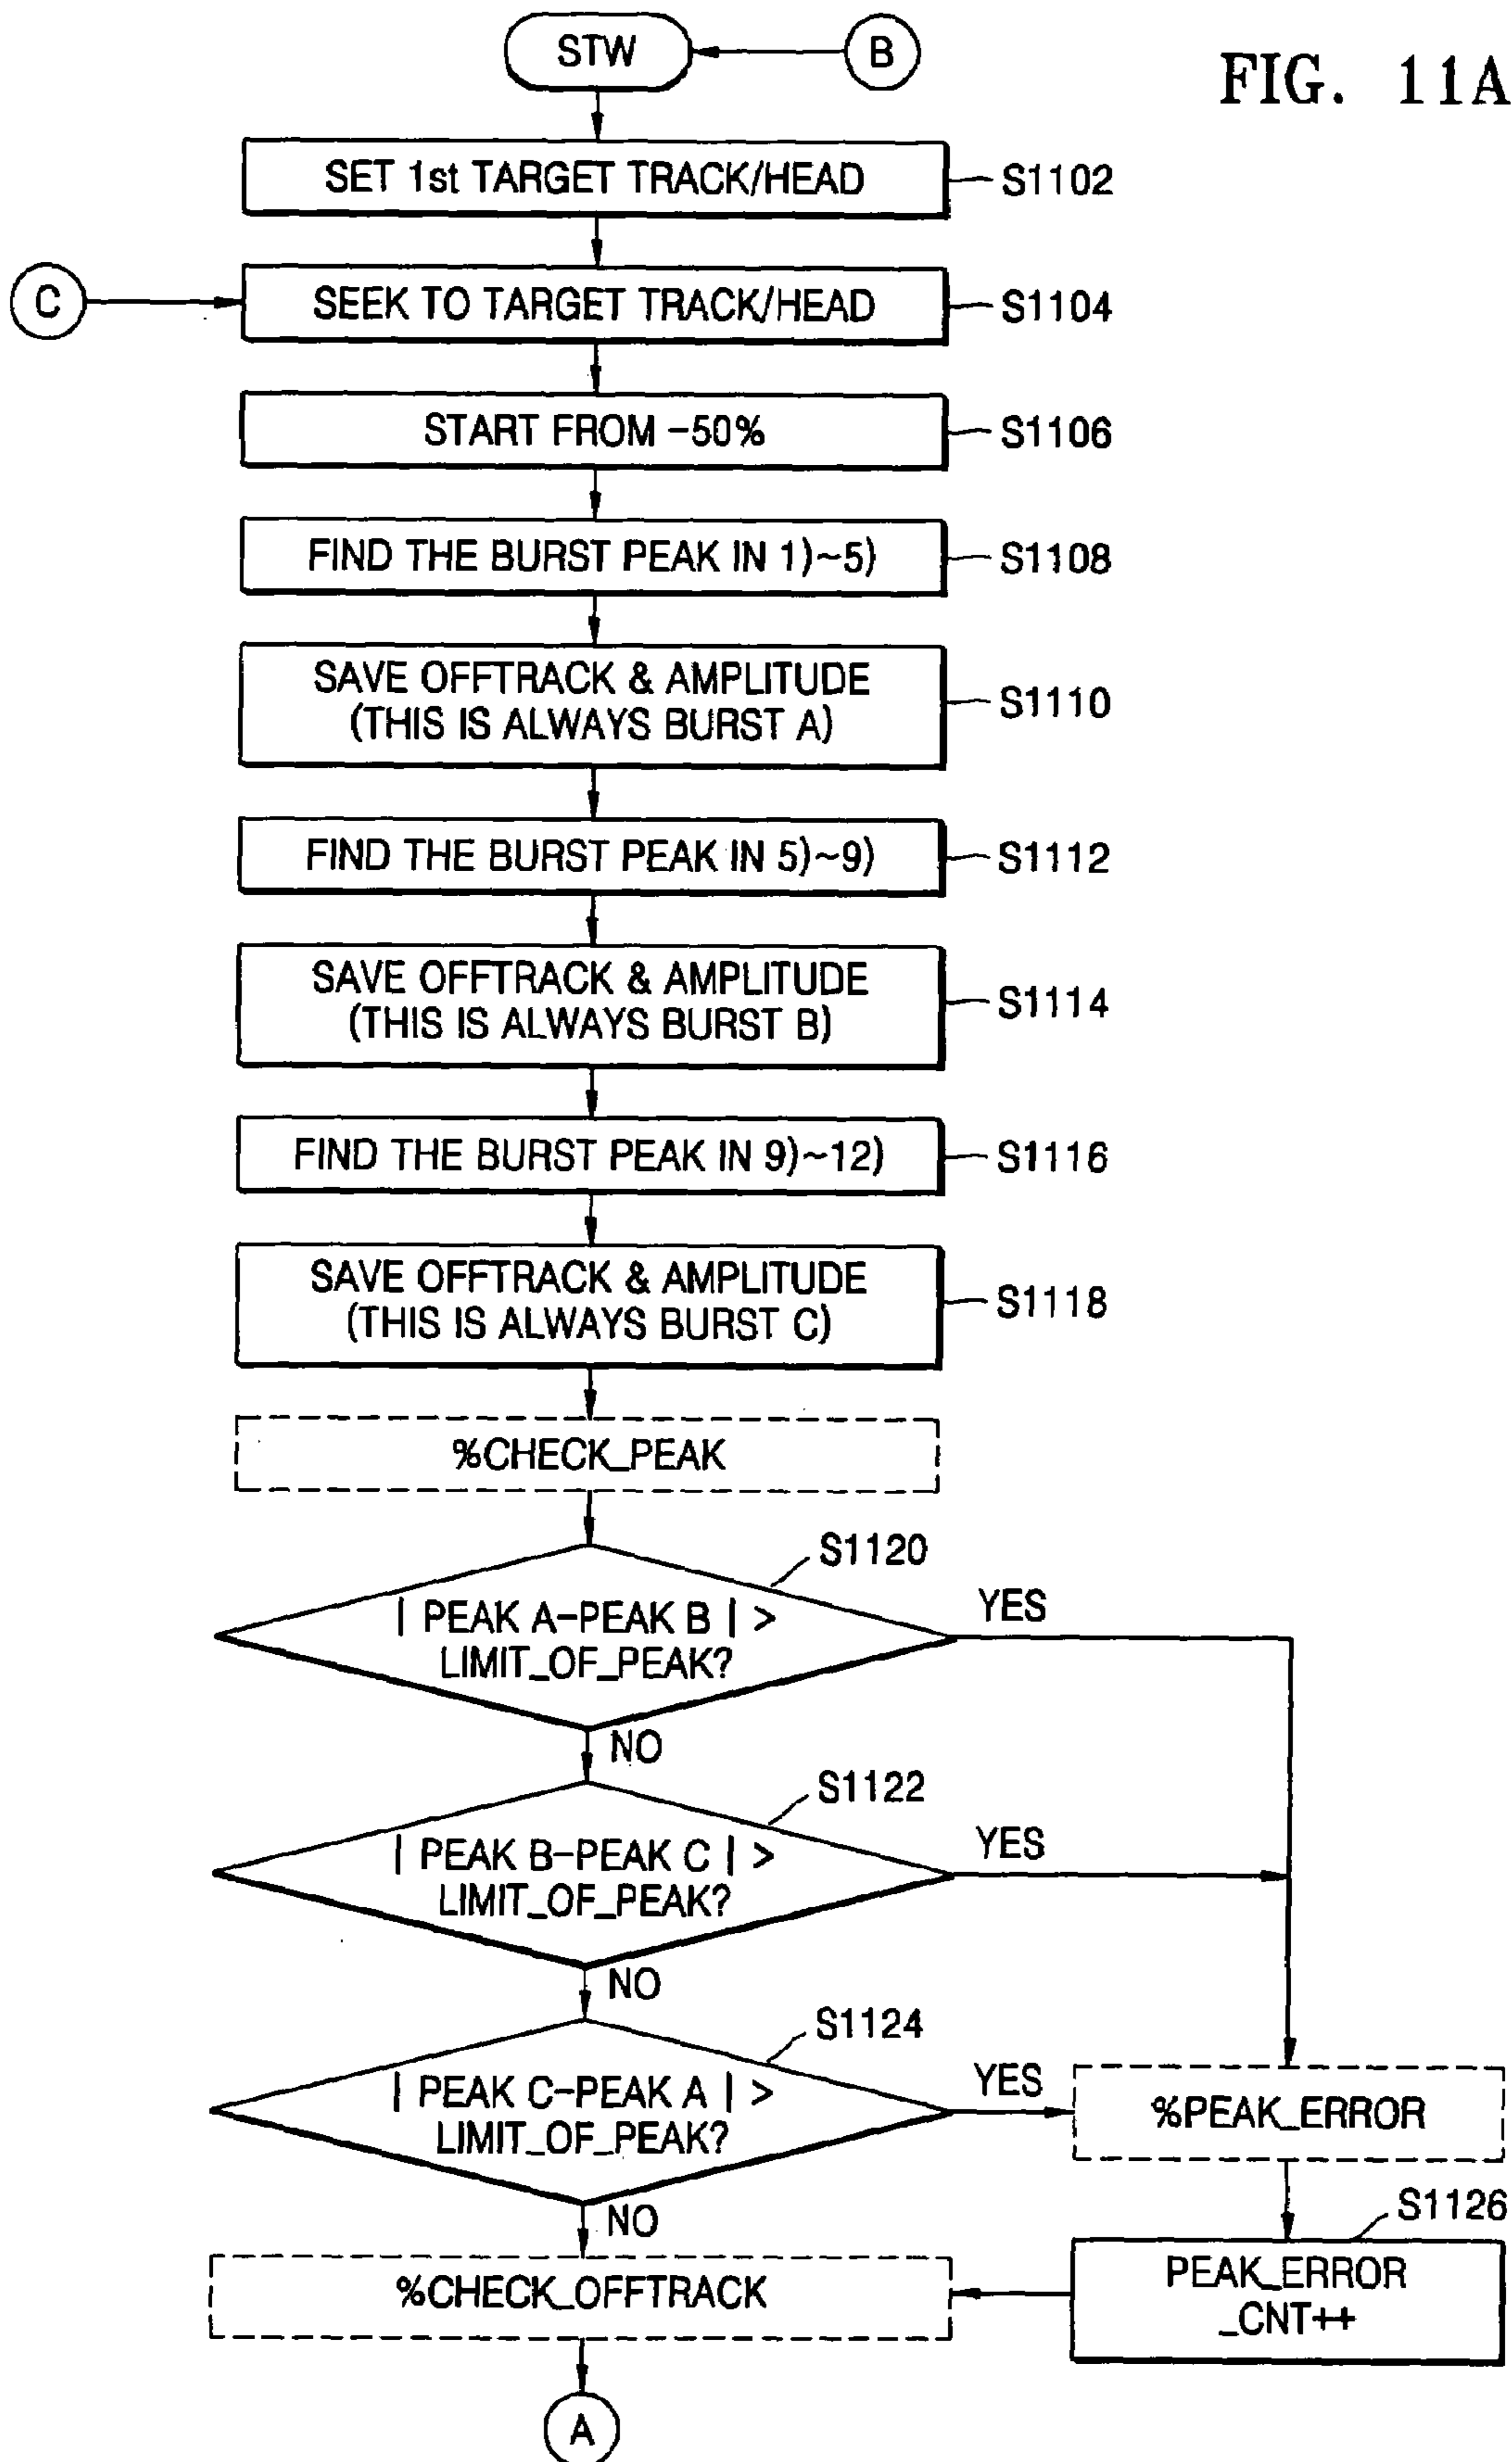 FIG. 11A
STW
B
SET 1st TARGET TRACK/HEAD
S1102
C
SEEK TO TARGET TRACK/HEAD
S1104
START FROM -50%
S1106
FIND THE BURST PEAK IN 1)~5)
S1108
SAVE OFFTRACK & AMPLITUDE
(THIS IS ALWAYS BURST A)
S1110
FIND THE BURST PEAK IN 5)~9)
S1112
SAVE OFFTRACK & AMPLITUDE
(THIS IS ALWAYS BURST B)
S1114
FIND THE BURST PEAK IN 9)~12)
S1116
SAVE OFFTRACK & AMPLITUDE
(THIS IS ALWAYS BURST C)
S1118
%CHECK_PEAK
S1120
| PEAK A-PEAK B | >
LIMIT_OF_PEAK?
YES
NO
S1122
| PEAK B-PEAK C | >
LIMIT_OF_PEAK?
YES
NO
S1124
| PEAK C-PEAK A | >
LIMIT_OF_PEAK?
YES
%PEAK_ERROR
NO
S1126
PEAK_ERROR
_CNT++
%CHECK_OFFTRACK
A